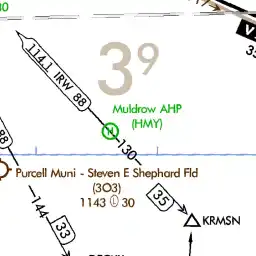 30
V
114.1 IRW 88
3⁹
Muldrow AHP
(HMY)
H
130
88
Purcell Muni - Steven E Shephard Fld
(3O3)
1143 Ⓛ 30
35
144
33
KRMSN